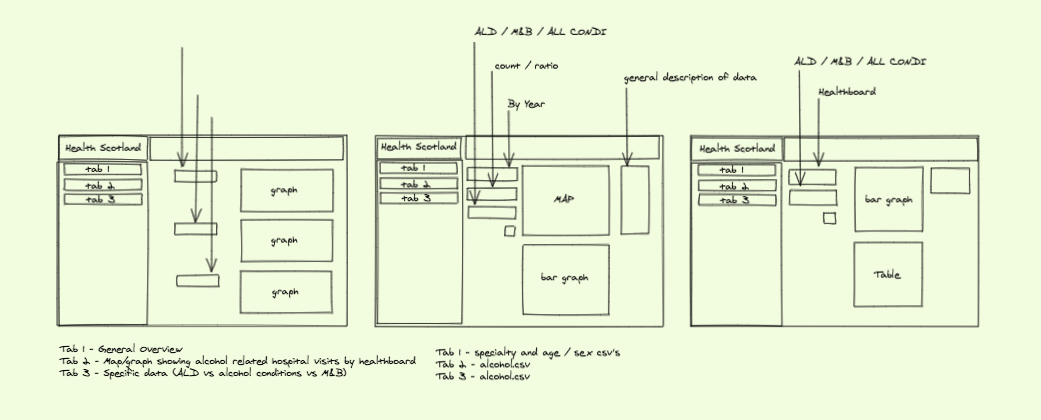 ALD / M&B / ALL CONDI
count / ratio
By Year
general description of data
ALD / M&B / ALL CONDI
Healthboard
Health Scotland
tab 1
tab 2
tab 3
graph
graph
graph
Health Scotland
tab 1
tab 2
tab 3
MAP
bar graph
Health Scotland
tab 1
tab 2
tab 3
bar graph
Table
Tab 1 - General Overview
Tab 2 - Map/graph showing alcohol related hospital visits by healthboard
Tab 3 - Specific data (ALD vs alcohol conditions vs M&B)
Tab 1 - specialty and age / sex csv's
Tab 2 - alcohol.csv
Tab 3 - alcohol.csv